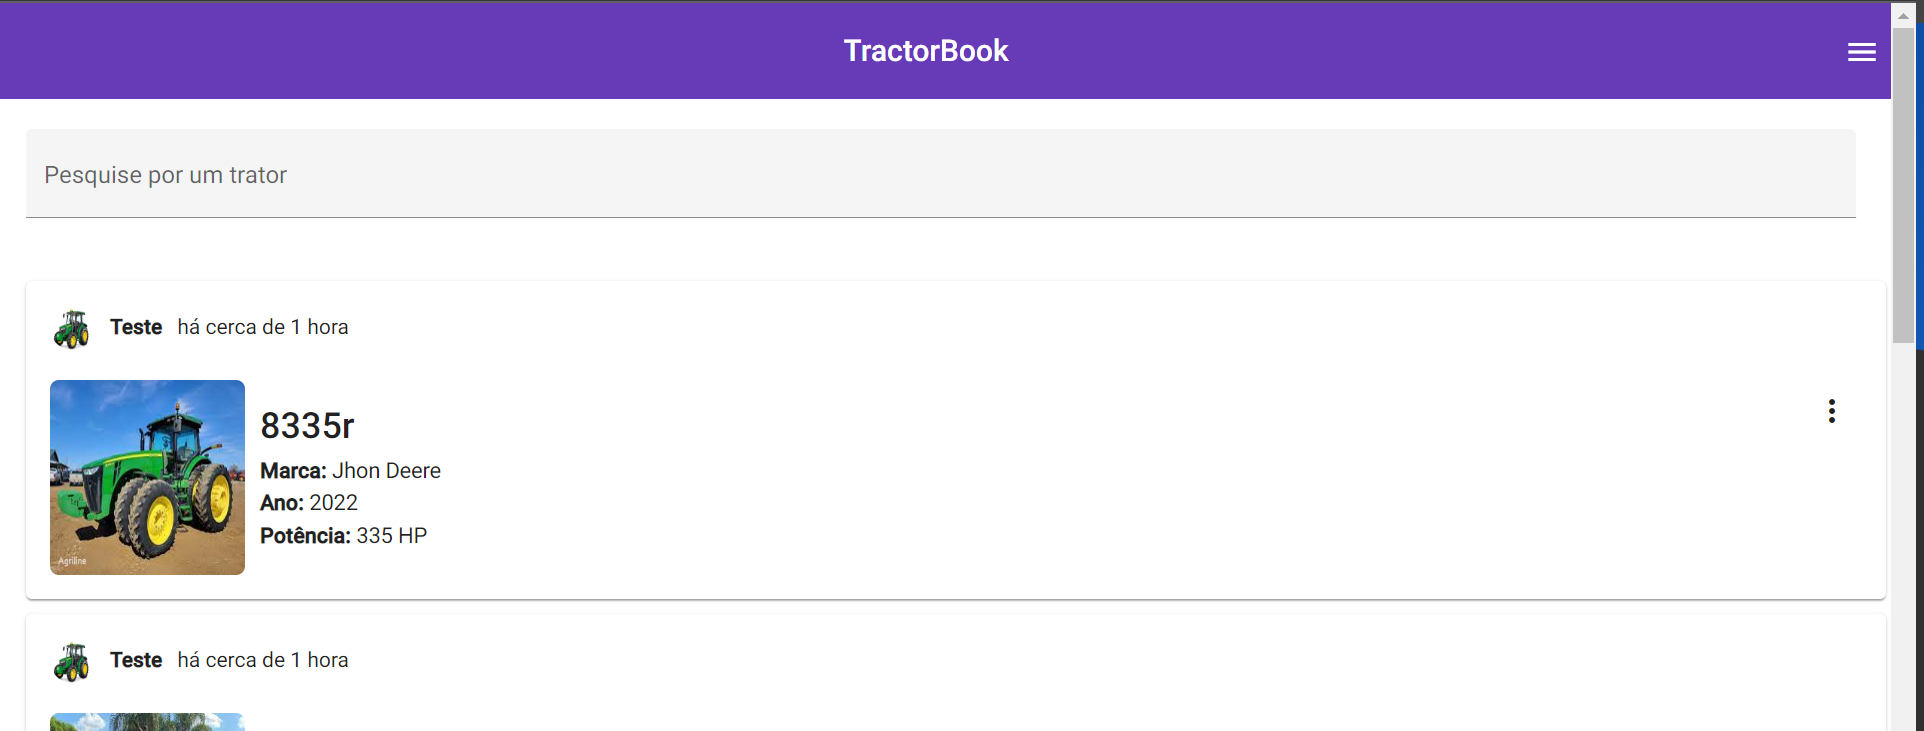 TractorBook
Pesquise por um trator
Teste há cerca de 1 hora
8335r
Marca: Jhon Deere
Ano: 2022
Potência: 335 HP
Agriline
Teste há cerca de 1 hora